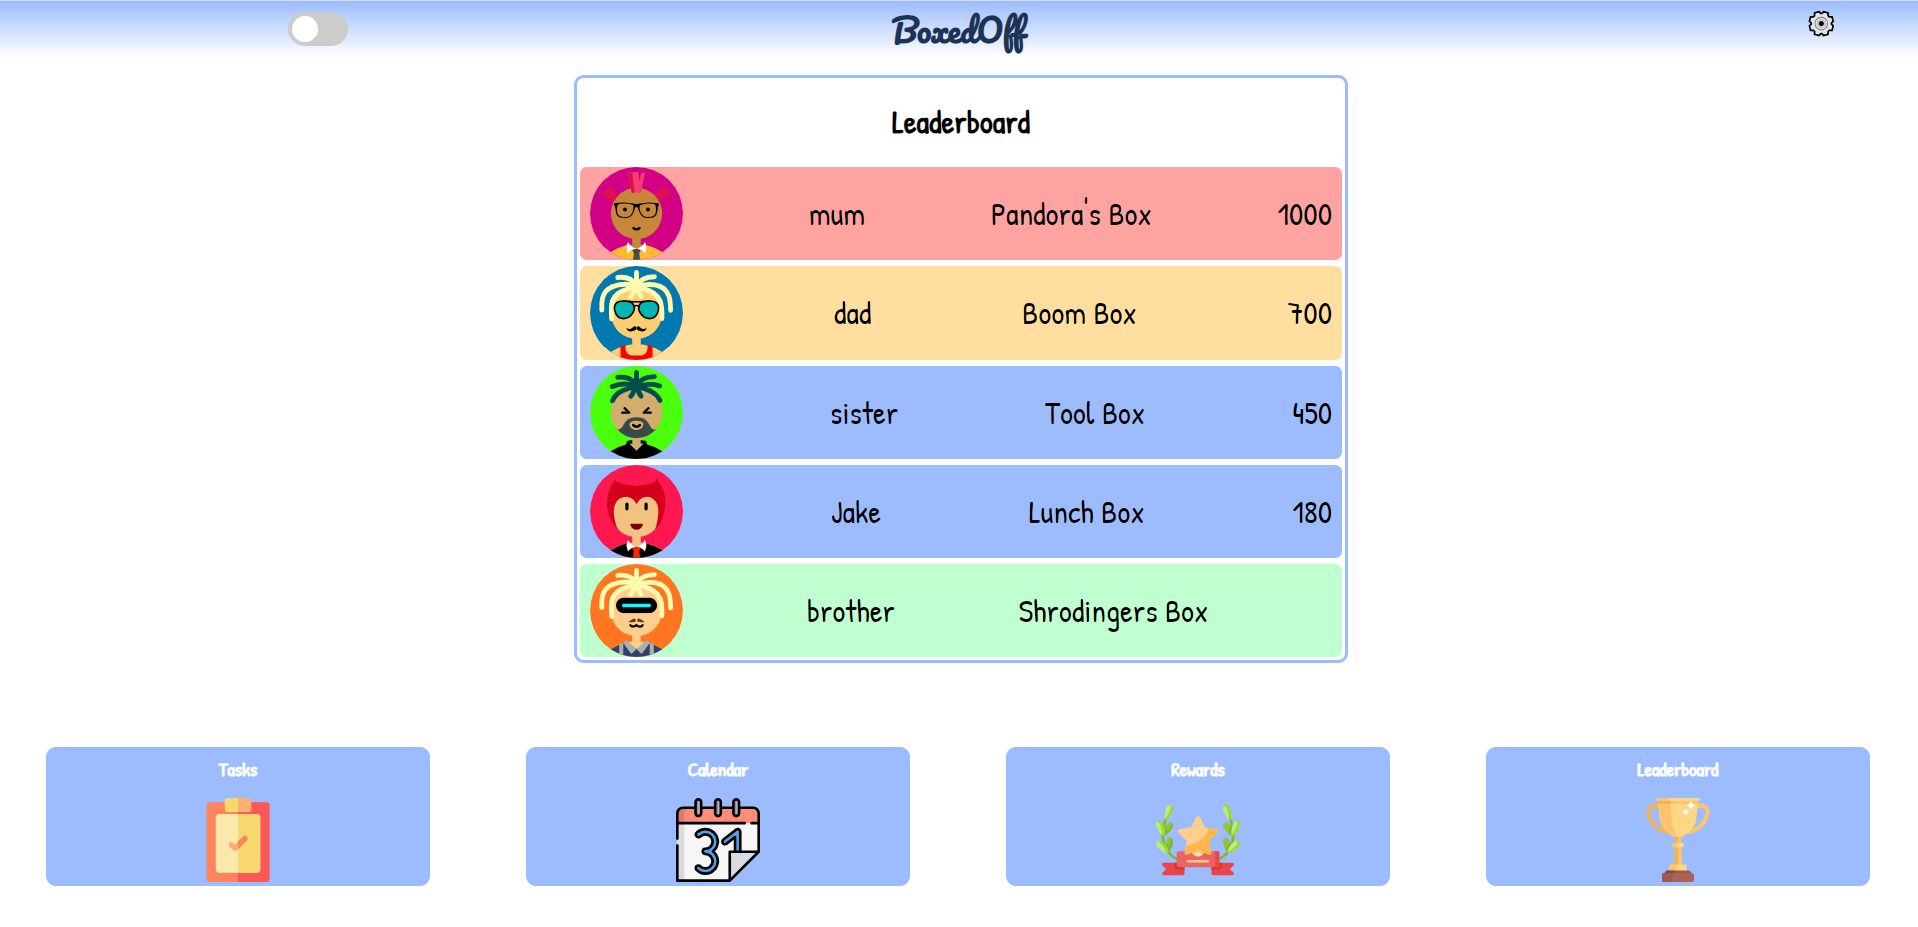 BoxedOff
Leaderboard
mum Pandora's Box 1000
dad Boom Box 700
sister Tool Box 450
Jake Lunch Box 180
brother Shrodingers Box
Tasks Calendar Rewards Leaderboard
31